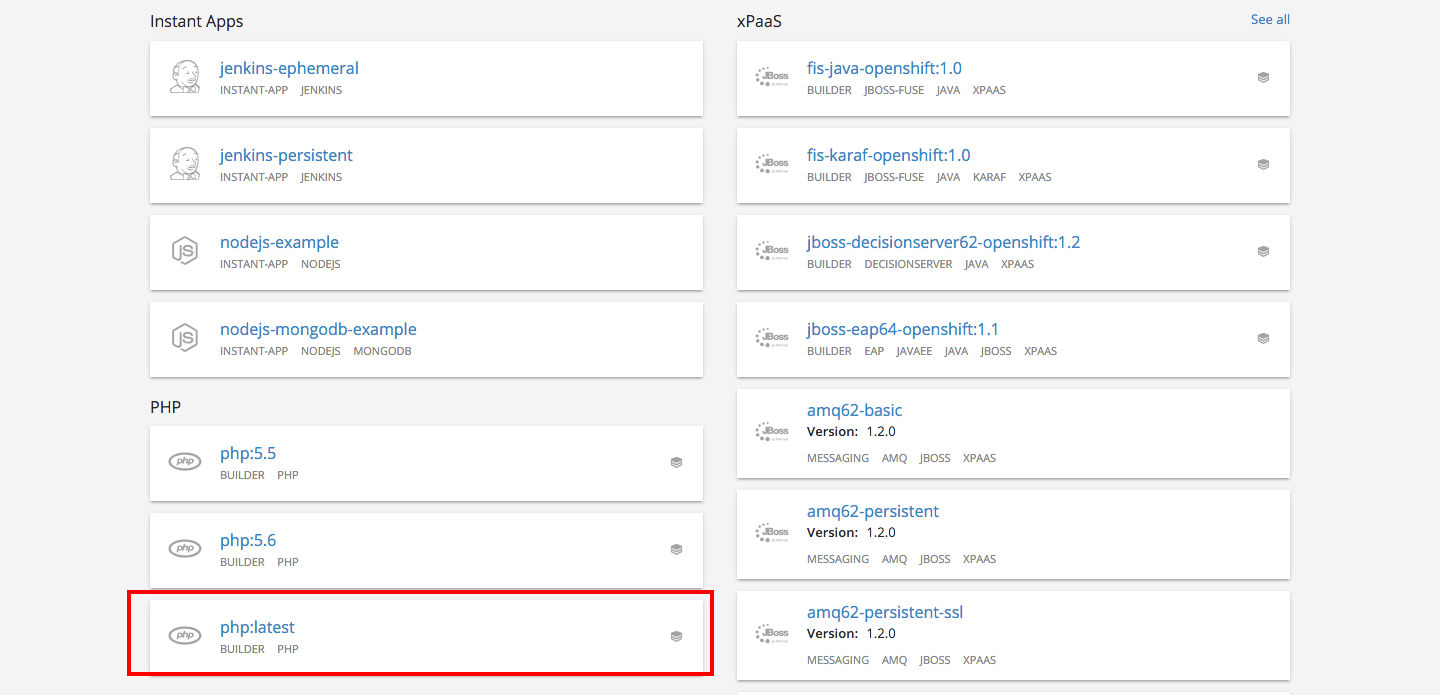 Instant Apps
jenkins-ephemeral
INSTANT-APP JENKINS
jenkins-persistent
INSTANT-APP JENKINS
JS
nodejs-example
INSTANT-APP NODEJS
JS
nodejs-mongodb-example
INSTANT-APP NODEJS MONGODB
PHP
php
php:5.5
BUILDER PHP
php
php:5.6
BUILDER PHP
php
php:latest
BUILDER PHP
xPaaS
See all
JBoss
fis-java-openshift:1.0
BUILDER JBOSS-FUSE JAVA XPAAS
JBoss
fis-karaf-openshift:1.0
BUILDER JBOSS-FUSE JAVA KARAF XPAAS
JBoss
jboss-decisionserver62-openshift:1.2
BUILDER DECISIONSERVER JAVA XPAAS
JBoss
jboss-eap64-openshift:1.1
BUILDER EAP JAVAEE JAVA JBOSS XPAAS
JBoss
amq62-basic
Version: 1.2.0
MESSAGING AMQ JBOSS XPAAS
JBoss
amq62-persistent
Version: 1.2.0
MESSAGING AMQ JBOSS XPAAS
JBoss
amq62-persistent-ssl
Version: 1.2.0
MESSAGING AMQ JBOSS XPAAS